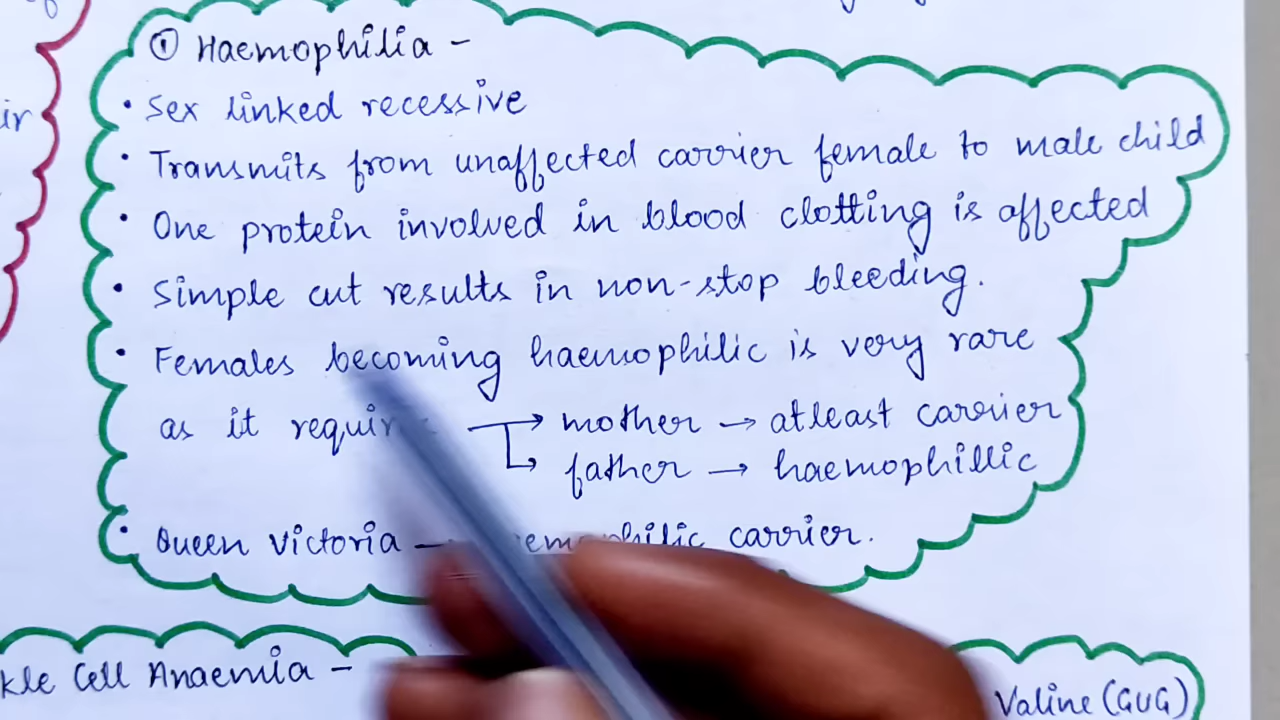 ① Haemophilia -
• Sex linked recessive
• Transmits from unaffected carrier female to male child
• One protein involved in blood clotting is affected
• Simple cut results in non-stop bleeding.
• Females becoming haemophilic is very rare
as it → mother → atleast carrier
↳ father → haemophillic
• Queen Victoria carrier.
Cell Anaemia -
Valine (GUG)